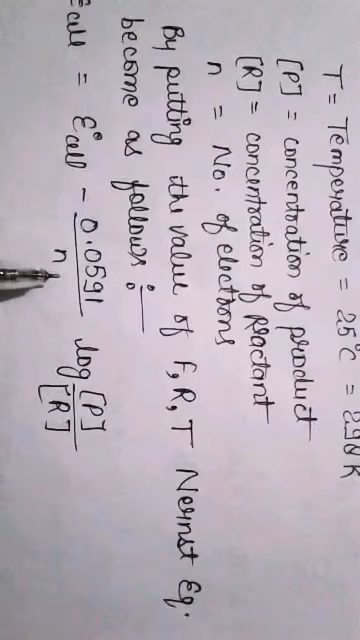 T = Temperature = 25°C = 298 K
[P] = concentration of product
[R] = concentration of Reactant
n = No. of electrons
By putting the value of F, R, T Nernst Eq.
become as follows :-
Ecell = E°cell - 0.0591/n log [P]/[R]